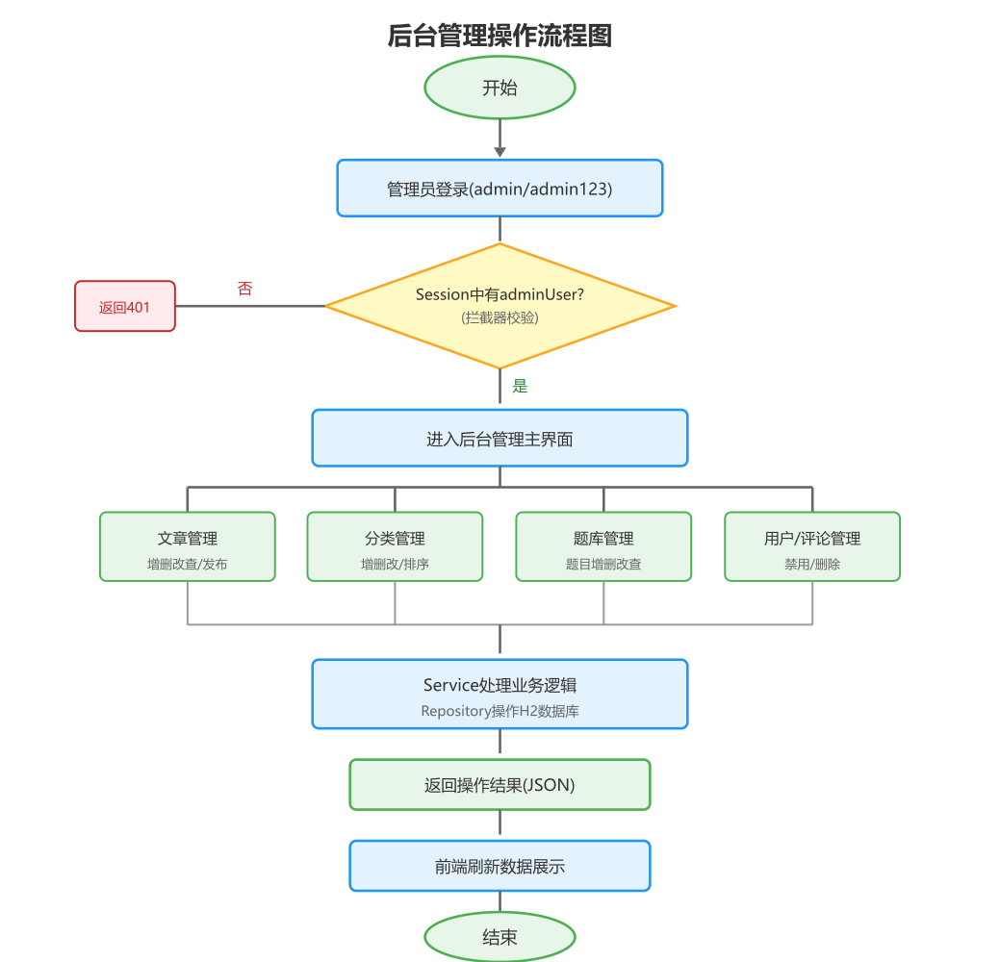 后台管理操作流程图
开始
管理员登录(admin/admin123)
Session中有adminUser?
(拦截器校验)
否
返回401
是
进入后台管理主界面
文章管理
增删改查/发布
分类管理
增删改/排序
题库管理
题目增删改查
用户/评论管理
禁用/删除
Service处理业务逻辑
Repository操作H2数据库
返回操作结果(JSON)
前端刷新数据展示
结束